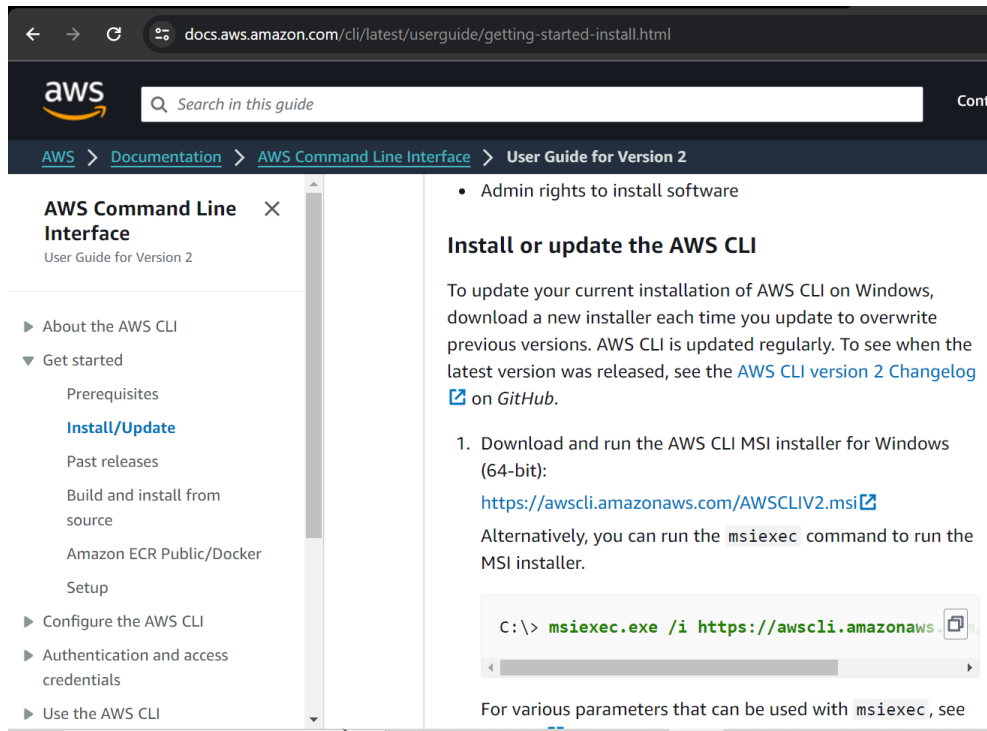 docs.aws.amazon.com/cli/latest/userguide/getting-started-install.html
aws
Search in this guide
AWS > Documentation > AWS Command Line Interface > User Guide for Version 2
AWS Command Line
Interface
User Guide for Version 2
About the AWS CLI
Get started
Prerequisites
Install/Update
Past releases
Build and install from
source
Amazon ECR Public/Docker
Setup
Configure the AWS CLI
Authentication and access
credentials
Use the AWS CLI
• Admin rights to install software
Install or update the AWS CLI
To update your current installation of AWS CLI on Windows,
download a new installer each time you update to overwrite
previous versions. AWS CLI is updated regularly. To see when the
latest version was released, see the AWS CLI version 2 Changelog
on GitHub.
1. Download and run the AWS CLI MSI installer for Windows
(64-bit):
https://awscli.amazonaws.com/AWSCLIV2.msi
Alternatively, you can run the msiexec command to run the
MSI installer.
C:\> msiexec.exe /i https://awscli.amazonaws.
For various parameters that can be used with msiexec, see